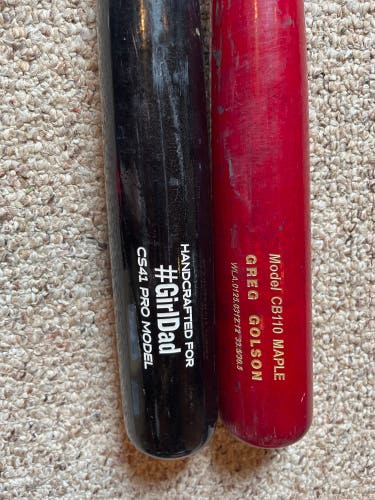 HANDCRAFTED FOR
#GirlDad
CS41 PRO MODEL
Model CB110 MAPLE
GREG GOLSON